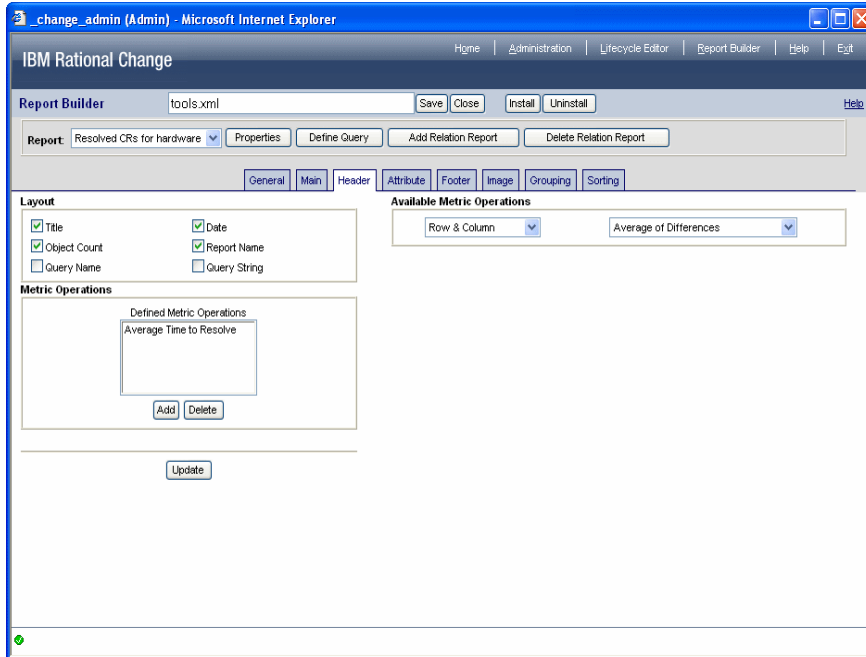 _change_admin (Admin) - Microsoft Internet Explorer
Home Administration Lifecycle Editor Report Builder Help Exit
IBM Rational Change
Report Builder tools.xml Save Close Install Uninstall Help
Report: Resolved CRs for hardware Properties Define Query Add Relation Report Delete Relation Report
General Main Header Attribute Footer Image Grouping Sorting
Layout
Title Date
Object Count Report Name
Query Name Query String
Available Metric Operations
Row & Column Average of Differences
Metric Operations
Defined Metric Operations
Average Time to Resolve
Add Delete
Update